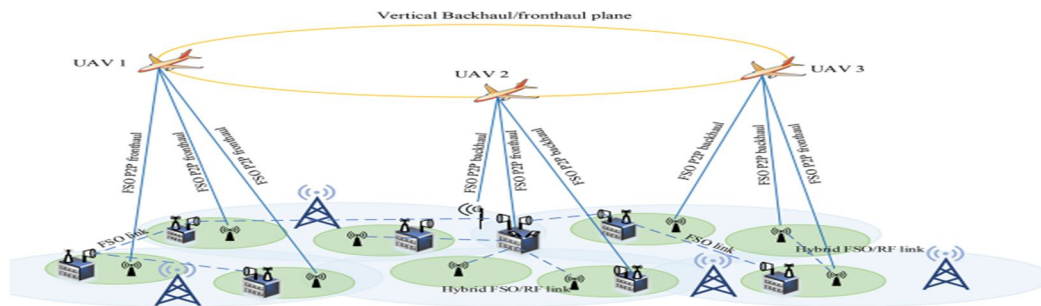 Vertical Backhaul/fronthaul plane
UAV 1
UAV 2
UAV 3
FSO P2P fronthaul
FSO P2P fronthaul
FSO P2P fronthaul
FSO P2P backhaul
FSO P2P fronthaul
FSO P2P backhaul
FSO P2P backhaul
FSO P2P backhaul
FSO P2P fronthaul
FSO link
FSO link
Hybrid FSO/RF link
Hybrid FSO/RF link